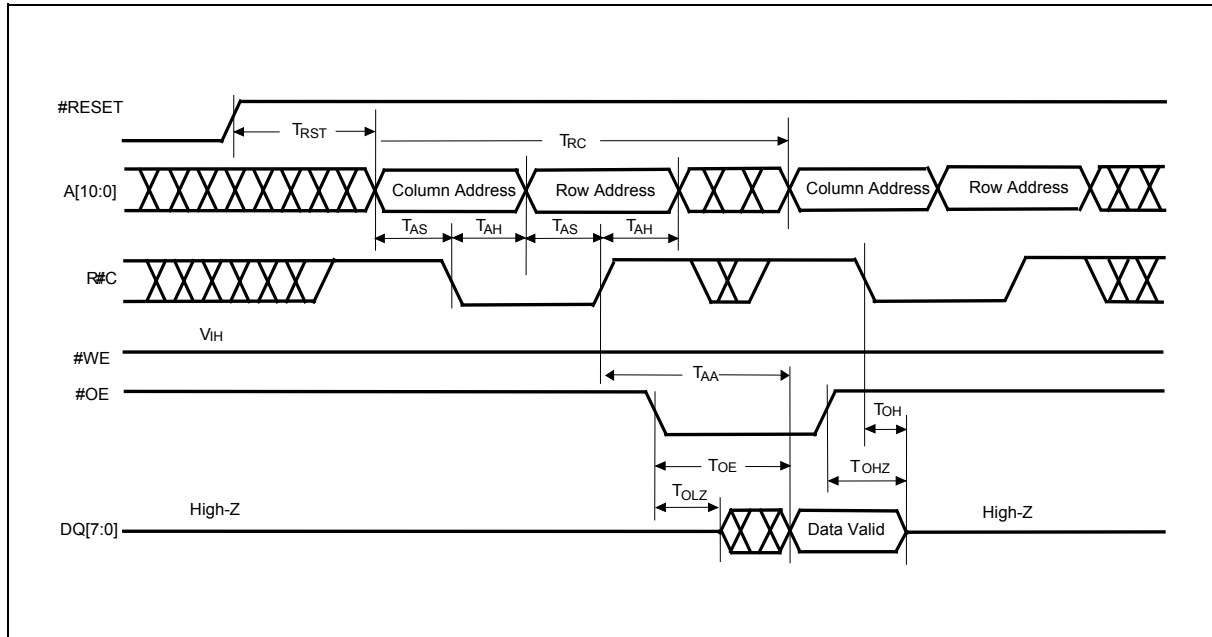 #RESET
TRST
TRC
A[10:0]
Column Address
Row Address
Column Address
Row Address
TAS
TAH
TAS
TAH
R#C
VIH
#WE
TAA
#OE
TOH
TOE
TOHZ
TOLZ
High-Z
High-Z
DQ[7:0]
Data Valid